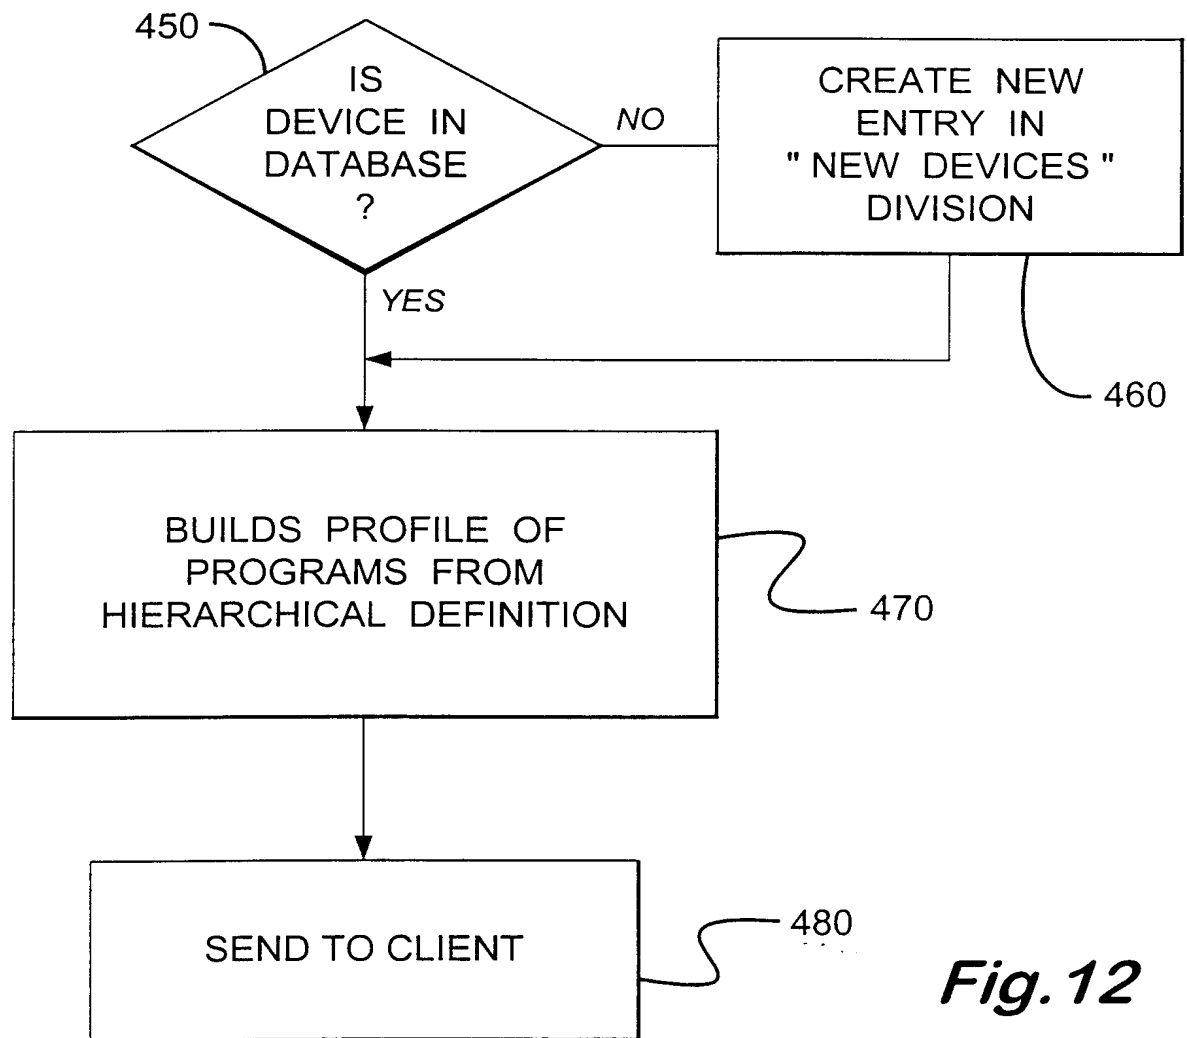 450
IS
DEVICE IN
DATABASE
?
NO
CREATE NEW
ENTRY IN
" NEW DEVICES "
DIVISION
YES
460
BUILDS PROFILE OF
PROGRAMS FROM
HIERARCHICAL DEFINITION
470
SEND TO CLIENT
480
Fig. 12